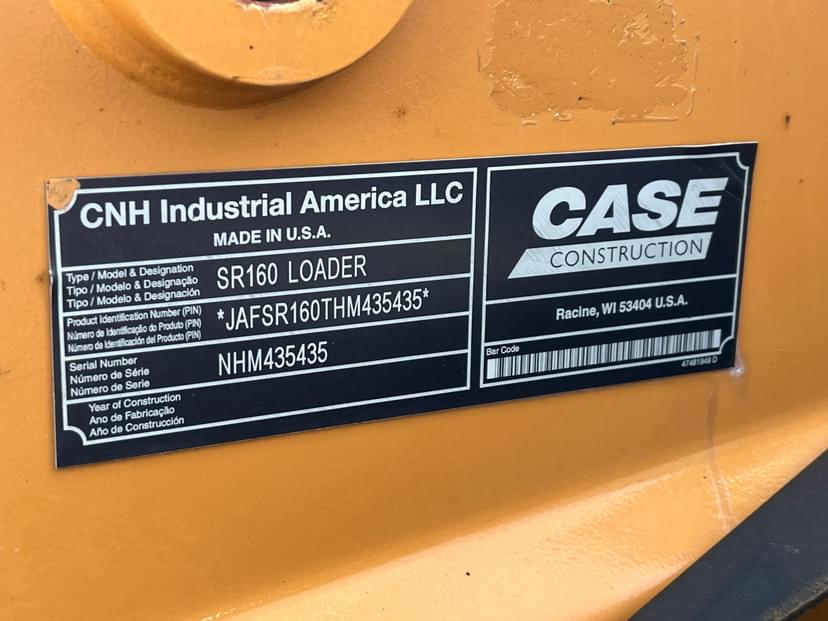 CNH Industrial America LLC
MADE IN U.S.A.
Type / Model & Designation
Tipo / Modelo & Designação
Tipo / Modelo & Designación
SR160 LOADER
Product Identification Number (PIN)
Número de Identificação do Produto (PIN)
Número de Identificación del Producto (PIN)
*JAFSR160THM435435*
Serial Number
Número de Série
Número de Serie
NHM435435
Year of Construction
Ano de Fabricação
Año de Construcción
CASE
CONSTRUCTION
Racine, WI 53404 U.S.A.
Bar Code
47481949 D